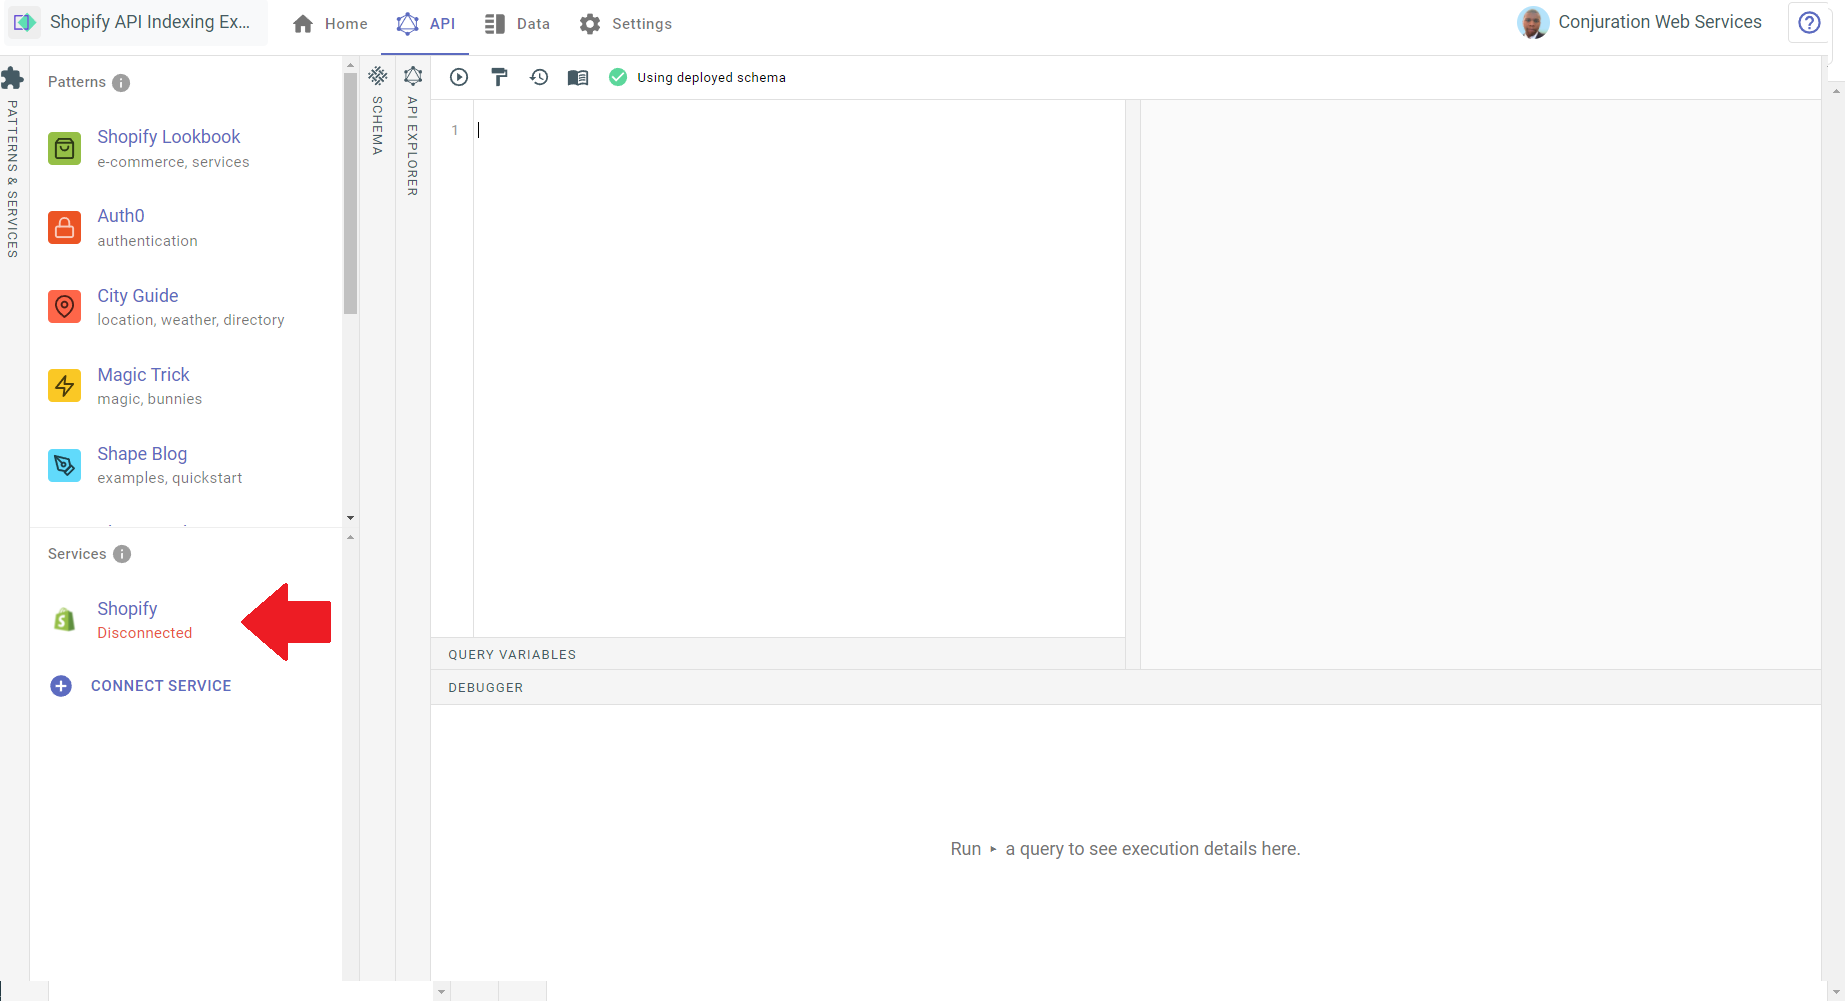 Shopify API Indexing Ex...
Home
API
Data
Settings
Conjuration Web Services
PATTERNS & SERVICES
Patterns
Shopify Lookbook
e-commerce, services
Auth0
authentication
City Guide
location, weather, directory
Magic Trick
magic, bunnies
Shape Blog
examples, quickstart
Services
Shopify
Disconnected
CONNECT SERVICE
SCHEMA
API EXPLORER
Using deployed schema
1
QUERY VARIABLES
DEBUGGER
Run ▸ a query to see execution details here.